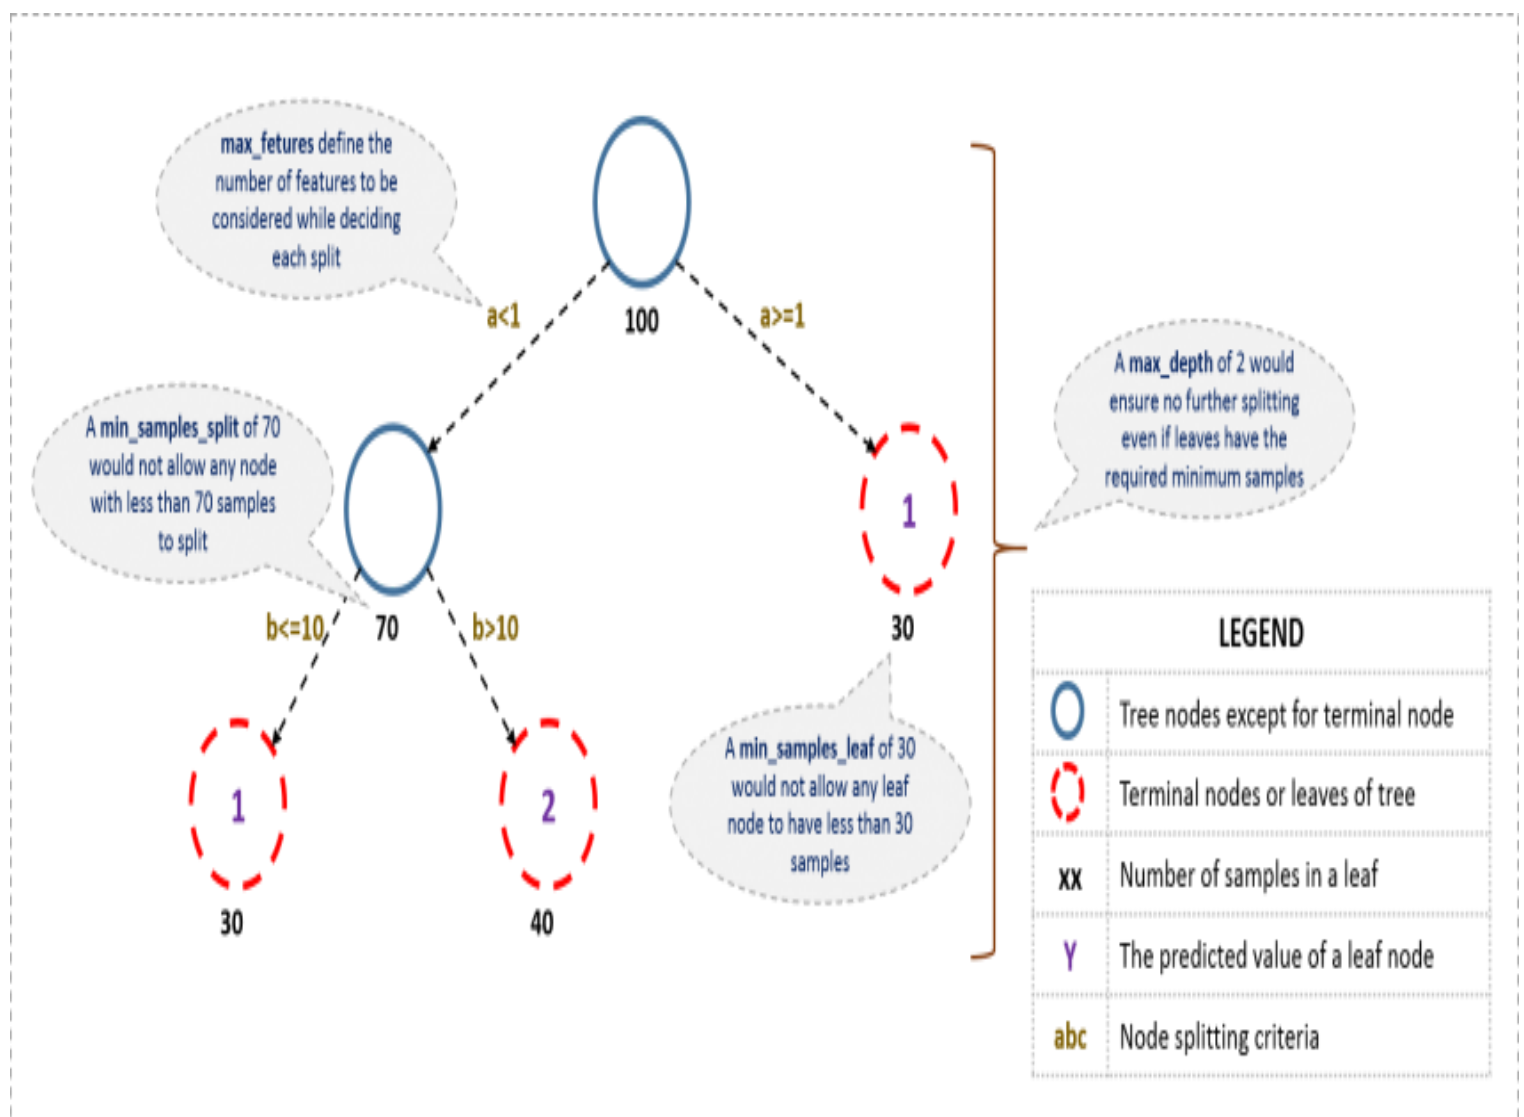 max_fetures define the
number of features to be
considered while deciding
each split
a<1
100
a>=1
A max_depth of 2 would
ensure no further splitting
even if leaves have the
required minimum samples
A min_samples_split of 70
would not allow any node
with less than 70 samples
to split
1
b<=10
70
b>10
30
A min_samples_leaf of 30
would not allow any leaf
node to have less than 30
samples
1
2
30
40
LEGEND
Tree nodes except for terminal node
Terminal nodes or leaves of tree
xx Number of samples in a leaf
Y The predicted value of a leaf node
abc Node splitting criteria